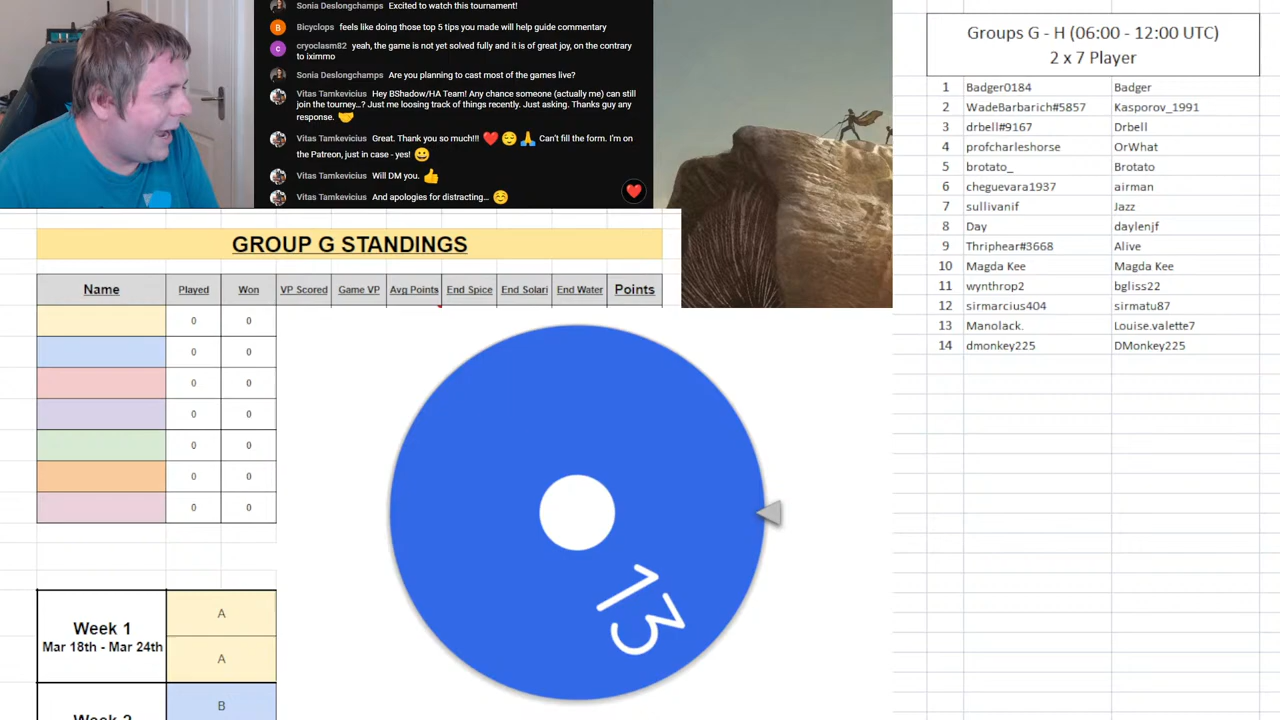 Sonia Deslongchamps Excited to watch this tournament!
B Bicyclops feels like doing those top 5 tips you made will help guide commentary
c cryoclasm82 yeah, the game is not yet solved fully and it is of great joy, on the contrary
to iximmo
Sonia Deslongchamps Are you planning to cast most of the games live?
Vitas Tamkevicius Hey BShadow/HA Team! Any chance someone (actually me) can still
join the tourney..? Just me loosing track of things recently. Just asking. Thanks guy any
response. 🤝
Vitas Tamkevicius Great. Thank you so much!!! ❤️ 😌 🙏 Can't fill the form. I'm on
the Patreon, just in case - yes! 😀
Vitas Tamkevicius Will DM you. 👍
Vitas Tamkevicius And apologies for distracting… ☺️
GROUP G STANDINGS
Name Played Won VP Scored Game VP Avg Points End Spice End Solari End Water Points
0 0
0 0
0 0
0 0
0 0
0 0
0 0
Week 1
Mar 18th - Mar 24th
A
A
Week 2
B
13
Groups G - H (06:00 - 12:00 UTC)
2 x 7 Player
1 Badger0184 Badger
2 WadeBarbarich#5857 Kasporov_1991
3 drbell#9167 Drbell
4 profcharleshorse OrWhat
5 brotato_ Brotato
6 cheguevara1937 airman
7 sullivanif Jazz
8 Day daylenjf
9 Thriphear#3668 Alive
10 Magda Kee Magda Kee
11 wynthrop2 bgliss22
12 sirmarcius404 sirmatu87
13 Manolack. Louise.valette7
14 dmonkey225 DMonkey225